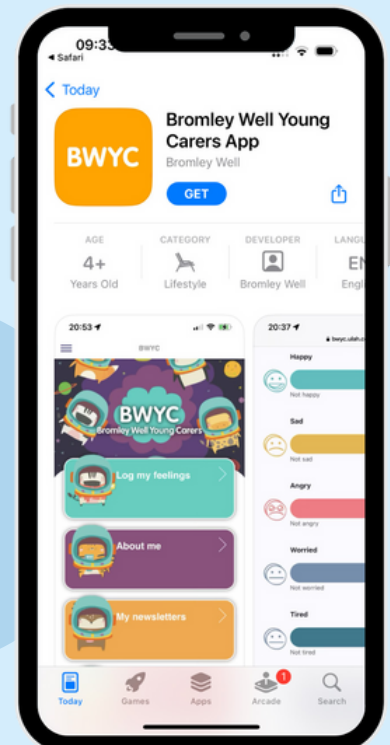 09:33
Safari
Today
BWYC
Bromley Well Young
Carers App
Bromley Well
GET
AGE
CATEGORY
DEVELOPER
4+
Years Old
Lifestyle
Bromley Well
20:53
BWYC
BWYC
Bromley Well Young Carers
Log my feelings
About me
My newsletters
20:37
Happy
Not happy
Sad
Not sad
Angry
Not angry
Worried
Not worried
Tired
Not tired
Today
Games
Apps
Arcade
1
Search